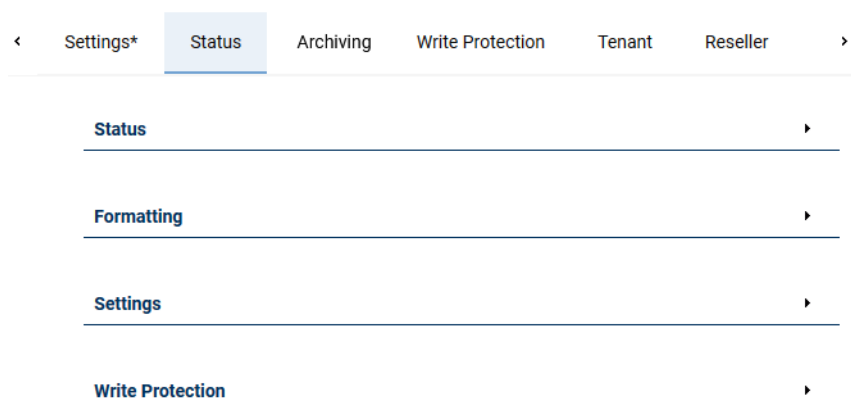 Settings* Status Archiving Write Protection Tenant Reseller
Status
Formatting
Settings
Write Protection